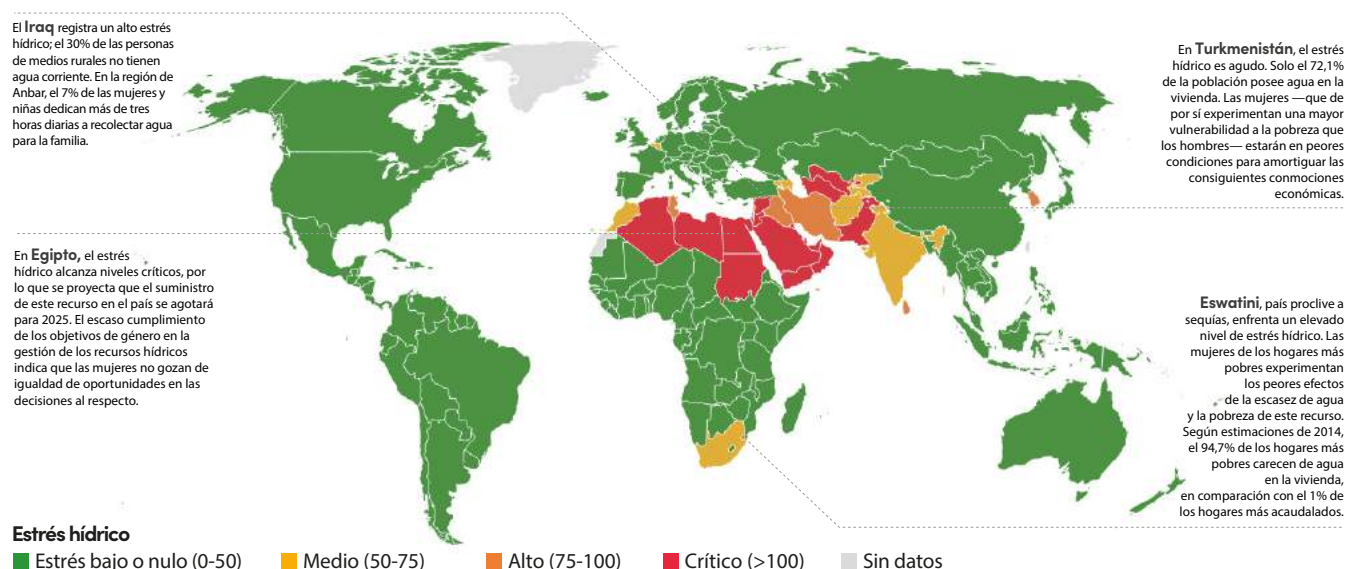 El Iraq registra un alto estrés
hídrico; el 30% de las personas
de medios rurales no tienen
agua corriente. En la región de
Anbar, el 7% de las mujeres y
niñas dedican más de tres
horas diarias a recolectar agua
para la familia.
En Turkmenistán, el estrés
hídrico es agudo. Solo el 72,1%
de la población posee agua en la
vivienda. Las mujeres —que de
por sí experimentan una mayor
vulnerabilidad a la pobreza que
los hombres— estarán en peores
condiciones para amortiguar las
consiguientes conmociones
económicas.
En Egipto, el estrés
hídrico alcanza niveles críticos, por
lo que se proyecta que el suministro
de este recurso en el país se agotará
para 2025. El escaso cumplimiento
de los objetivos de género en la
gestión de los recursos hídricos
indica que las mujeres no gozan de
igualdad de oportunidades en las
decisiones al respecto.
Eswatini, país proclive a
sequías, enfrenta un elevado
nivel de estrés hídrico. Las
mujeres de los hogares más
pobres experimentan
los peores efectos
de la escasez de agua
y la pobreza de este recurso.
Según estimaciones de 2014,
el 94,7% de los hogares más
pobres carecen de agua
en la vivienda,
en comparación con el 1% de
los hogares más acaudalados.
Estrés hídrico
Estrés bajo o nulo (0-50)
Medio (50-75)
Alto (75-100)
Crítico (>100)
Sin datos